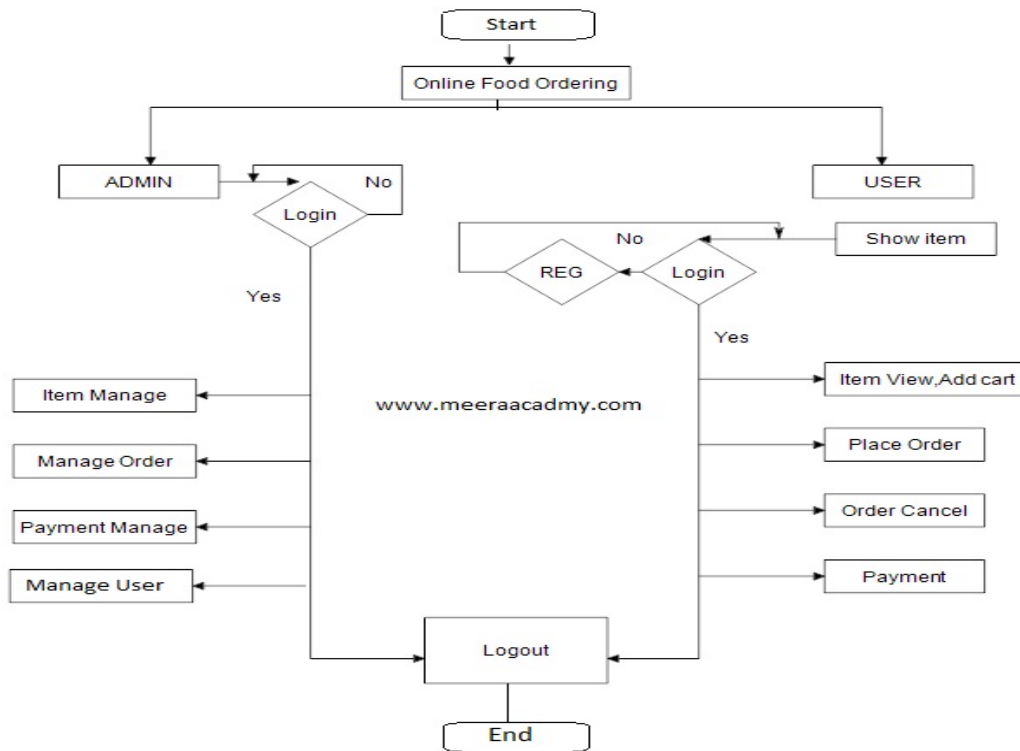 Start
Online Food Ordering
ADMIN
No
USER
Login
No
Show item
REG
Login
Yes
Yes
Item View,Add cart
Item Manage
www.meeraacadmy.com
Place Order
Manage Order
Order Cancel
Payment Manage
Payment
Manage User
Logout
End